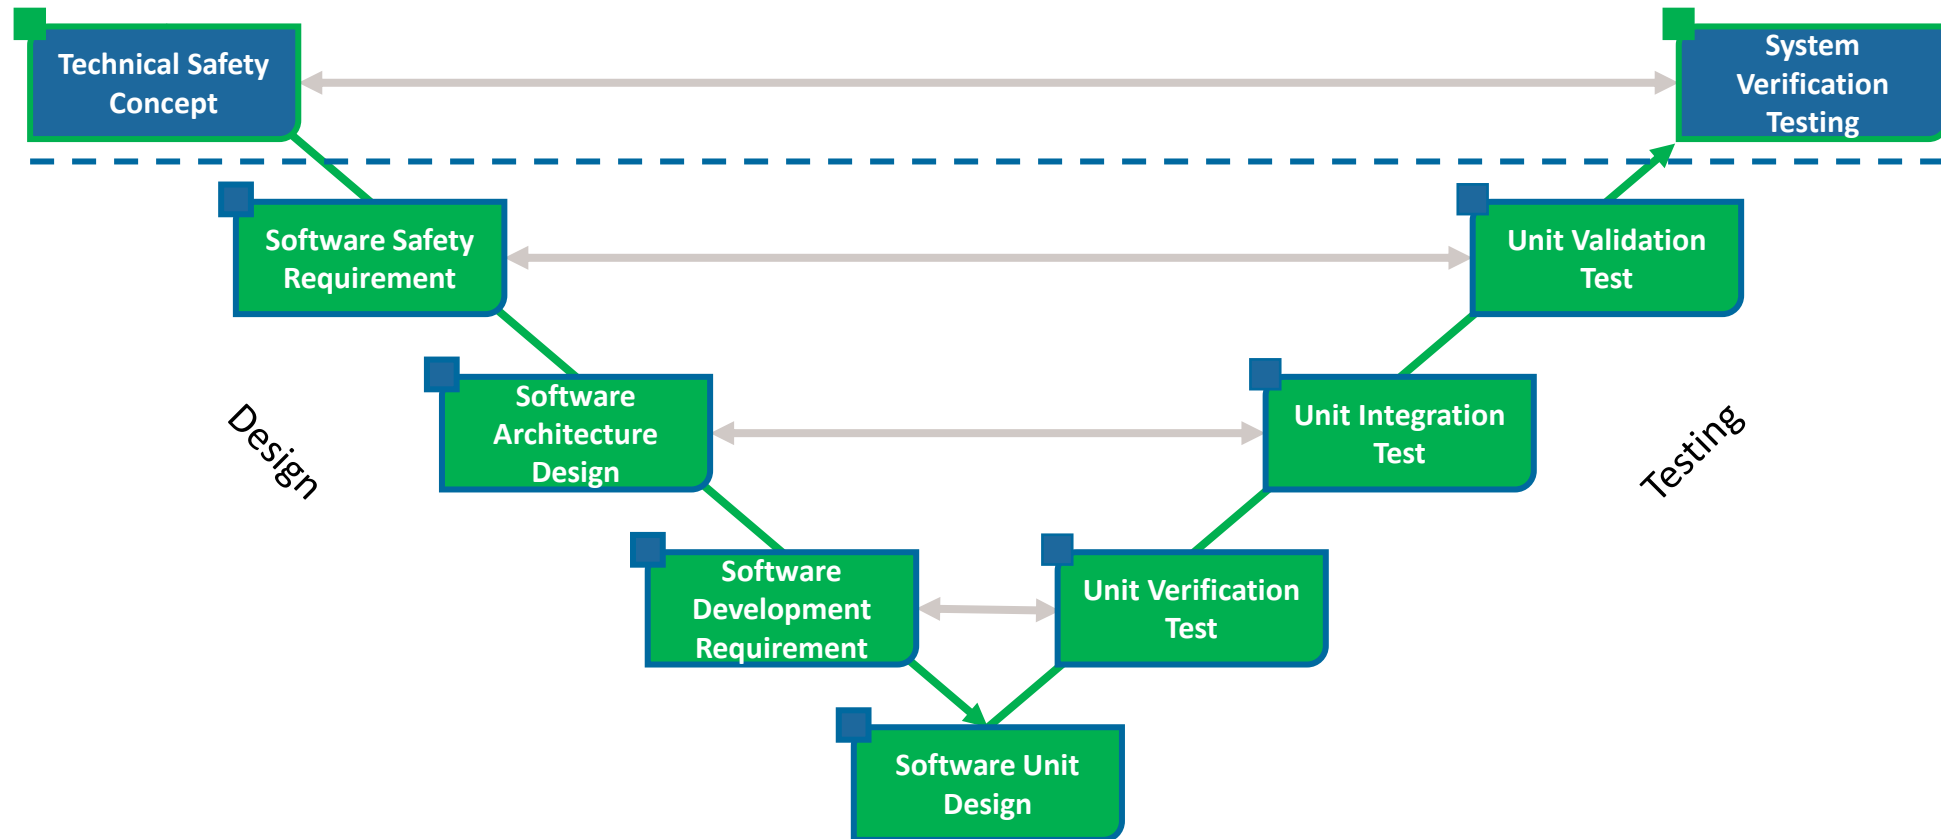 Technical Safety
Concept
System
Verification
Testing
Software Safety
Requirement
Unit Validation
Test
Software
Architecture
Design
Unit Integration
Test
Design
Testing
Software
Development
Requirement
Unit Verification
Test
Software Unit
Design